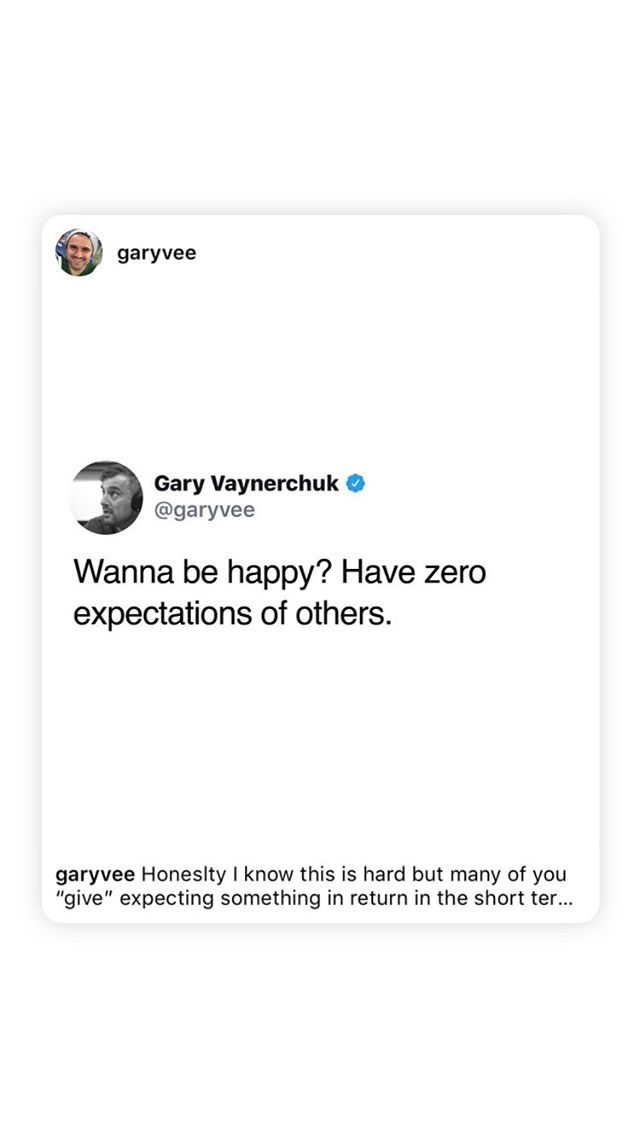 garyvee
Gary Vaynerchuk
@garyvee
Wanna be happy? Have zero
expectations of others.
garyvee Honeslty I know this is hard but many of you
“give” expecting something in return in the short ter...